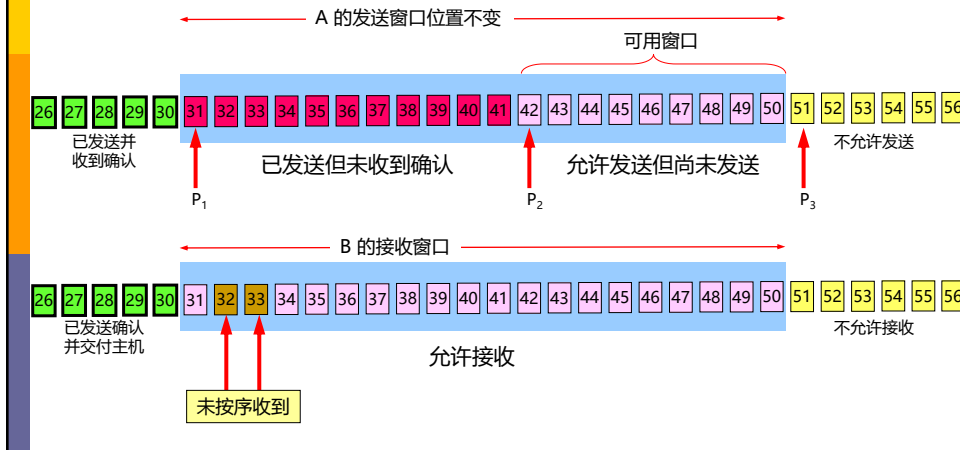 A 的发送窗口位置不变
可用窗口
26 27 28 29 30 31 32 33 34 35 36 37 38 39 40 41 42 43 44 45 46 47 48 49 50 51 52 53 54 55 56
已发送并
收到确认
已发送但未收到确认
允许发送但尚未发送
不允许发送
P1
P2
P3
B 的接收窗口
26 27 28 29 30 31 32 33 34 35 36 37 38 39 40 41 42 43 44 45 46 47 48 49 50 51 52 53 54 55 56
已发送确认
并交付主机
允许接收
不允许接收
未按序收到